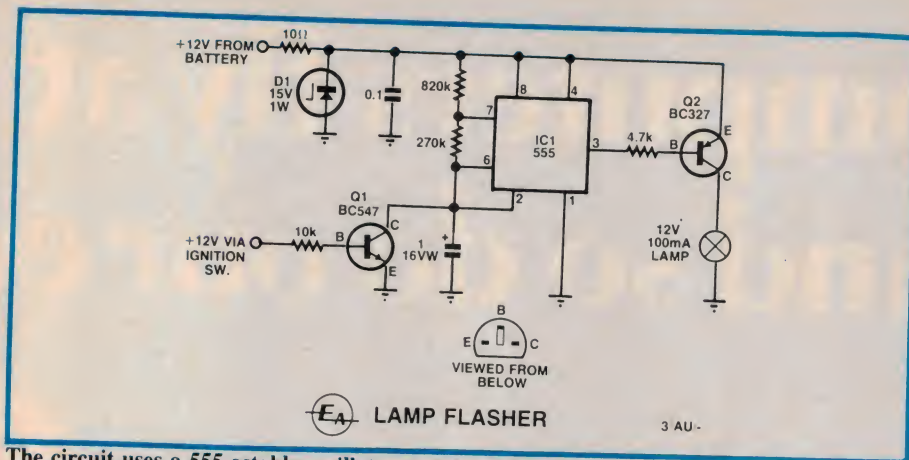 +12V FROM
BATTERY
10Ω
D1
15V
1W
0.1
820k
270k
7
6
8
4
2
1
3
IC1
555
4.7k
Q2
BC327
B
E
C
12V
100mA
LAMP
Q1
BC547
+12V VIA
IGNITION
SW.
10k
B
C
E
1
+
16VW
B
E
C
VIEWED FROM
BELOW
EA LAMP FLASHER
3 AU -